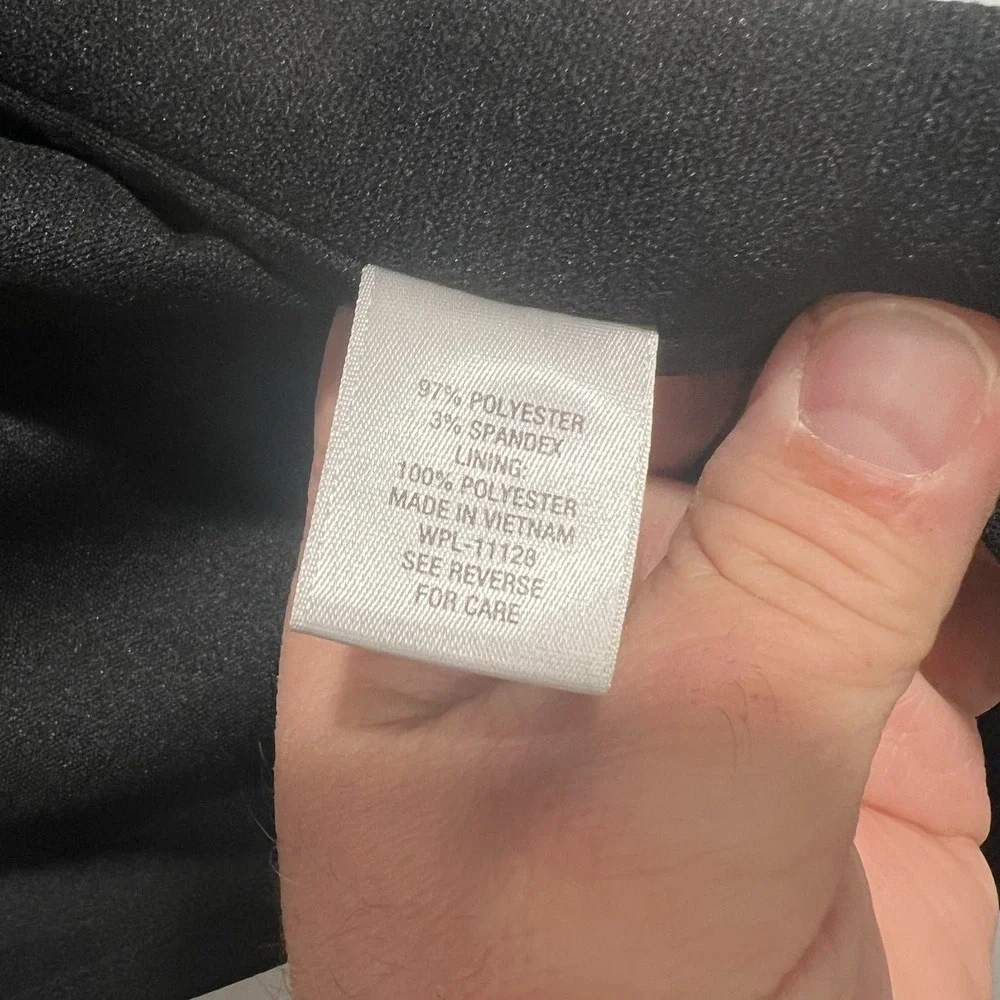 97% POLYESTER
3% SPANDEX
LINING:
100% POLYESTER
MADE IN VIETNAM
WPL-11128
SEE REVERSE
FOR CARE